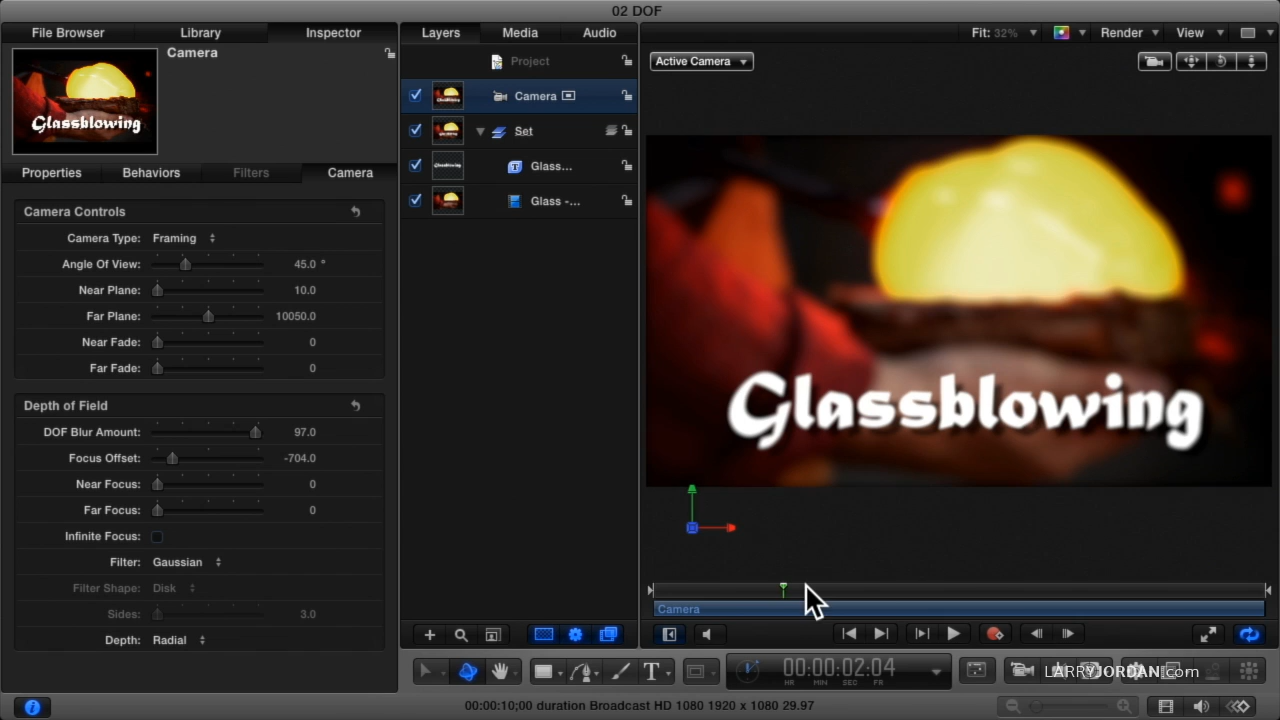 02 DOF
File Browser Library Inspector Layers Media Audio Fit: 32% Render View
Camera
Glassblowing
Properties Behaviors Filters Camera
Camera Controls
Camera Type: Framing
Angle Of View: 45.0 °
Near Plane: 10.0
Far Plane: 10050.0
Near Fade: 0
Far Fade: 0
Depth of Field
DOF Blur Amount: 97.0
Focus Offset: -704.0
Near Focus: 0
Far Focus: 0
Infinite Focus:
Filter: Gaussian
Filter Shape: Disk
Sides: 3.0
Depth: Radial
Project
Camera
Set
Glass...
Glass -...
Active Camera
Glassblowing
Camera
T 00:00:02:04
HR MIN SEC FR
LARRYJORDAN.com
00:00:10;00 duration Broadcast HD 1080 1920 x 1080 29.97